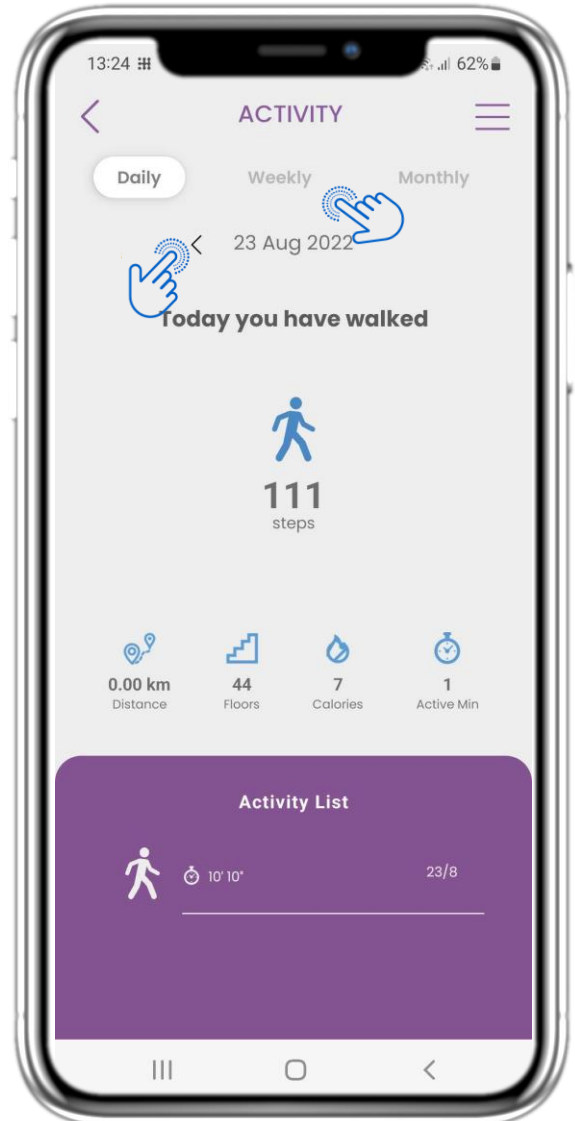 13:24 62%
ACTIVITY
Daily Weekly Monthly
23 Aug 2022
Today you have walked
111
steps
0.00 km 44 7 1
Distance Floors Calories Active Min
Activity List
10' 10" 23/8